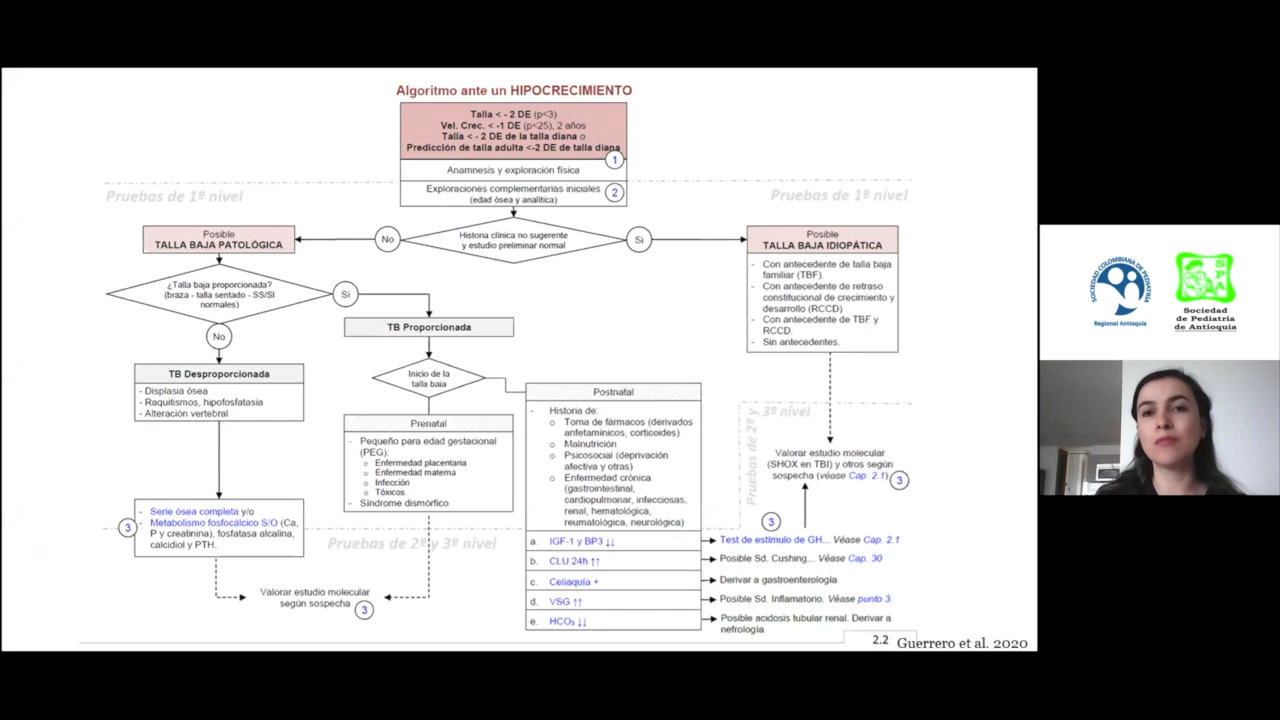 Algoritmo ante un HIPOCRECIMIENTO
Talla < - 2 DE (p<3)
Vel. Crec. < -1 DE (p<25), 2 años
Talla < - 2 DE de la talla diana o
Predicción de talla adulta <-2 DE de talla diana
1
Anamnesis y exploración física
Exploraciones complementarias iniciales
(edad ósea y analítica)
2
Pruebas de 1º nivel
Pruebas de 1º nivel
Historia clínica no sugerente
y estudio preliminar normal
No
Si
Posible
TALLA BAJA PATOLÓGICA
¿Talla baja proporcionada?
(braza - talla sentado - SS/SI
normales)
Si
No
TB Proporcionada
TB Desproporcionada
- Displasia ósea
- Raquitismos, hipofosfatasia
- Alteración vertebral
Inicio de la
talla baja
Prenatal
- Pequeño para edad gestacional
(PEG):
o Enfermedad placentaria
o Enfermedad materna
o Infección
o Tóxicos
- Síndrome dismórfico
Postnatal
- Historia de:
o Toma de fármacos (derivados
anfetamínicos, corticoides)
o Malnutrición
o Psicosocial (deprivación
afectiva y otras)
o Enfermedad crónica
(gastrointestinal,
cardiopulmonar, infecciosas,
renal, hematológica,
reumatológica, neurológica)
a. IGF-1 y BP3 ↓↓
b. CLU 24h ↑↑
c. Celiaquía +
d. VSG ↑↑
e. HCO₃ ↓↓
Posible
TALLA BAJA IDIOPÁTICA
- Con antecedente de talla baja
familiar (TBF).
- Con antecedente de retraso
constitucional de crecimiento y
desarrollo (RCCD)
- Con antecedente de TBF y
RCCD.
- Sin antecedentes.
Pruebas de 2º y
3º nivel
Valorar estudio molecular
(SHOX en TBI) y otros según
sospecha (véase Cap. 2.1)
3
3
Test de estímulo de GH... Véase Cap. 2.1
Posible Sd. Cushing... Véase Cap. 30
Derivar a gastroenterología
Posible Sd. Inflamatorio. Véase punto 3.
Posible acidosis tubular renal. Derivar a
nefrología
- Serie ósea completa y/o
- Metabolismo fosfocálcico S/O (Ca,
P y creatinina), fosfatasa alcalina,
calcidiol y PTH.
3
Pruebas de 2º y 3º nivel
Valorar estudio molecular
según sospecha
3
2.2
Guerrero et al. 2020
SOCIEDAD COLOMBIANA DE PEDIATRÍA
Regional Antioquia
SPA
Sociedad
de Pediatría
de Antioquia